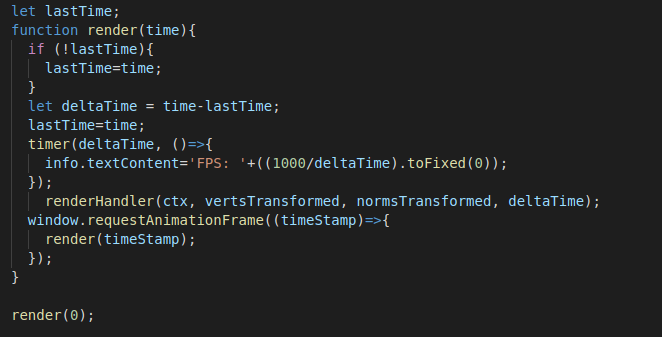 let lastTime;
function render(time){
  if (!lastTime){
    lastTime=time;
  }
  let deltaTime = time-lastTime;
  lastTime=time;
  timer(deltaTime, ()=>{
    info.textContent='FPS: '+((1000/deltaTime).toFixed(0));
  });
    renderHandler(ctx, vertsTransformed, normsTransformed, deltaTime);
  window.requestAnimationFrame((timeStamp)=>{
    render(timeStamp);
  });
}

render(0);